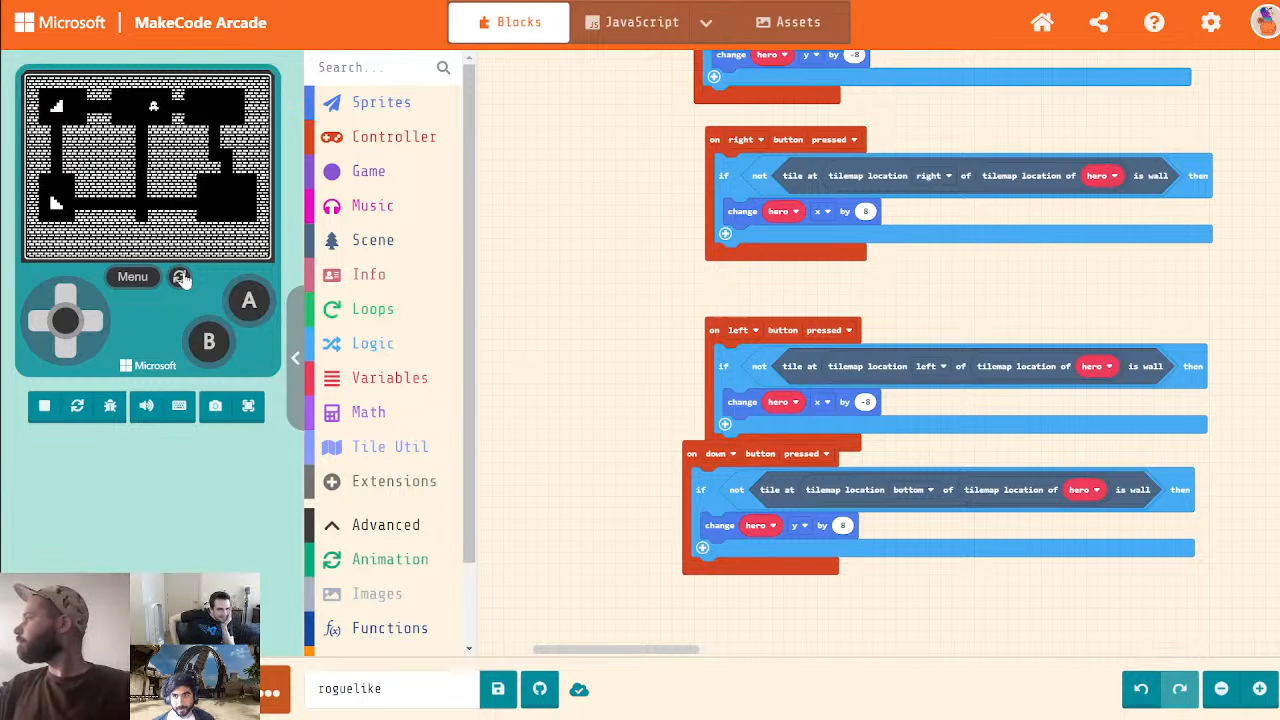 Microsoft
MakeCode Arcade
Blocks
JavaScript
Assets
Menu
A
B
Microsoft
Search...
Sprites
Controller
Game
Music
Scene
Info
Loops
Logic
Variables
Math
Tile Util
Extensions
Advanced
Animation
Images
f(x) Functions
change hero y by -8
on right button pressed
if not tile at tilemap location right of tilemap location of hero is wall then
change hero x by 8
on left button pressed
if not tile at tilemap location left of tilemap location of hero is wall then
change hero x by -8
on down button pressed
if not tile at tilemap location bottom of tilemap location of hero is wall then
change hero y by 8
roguelike